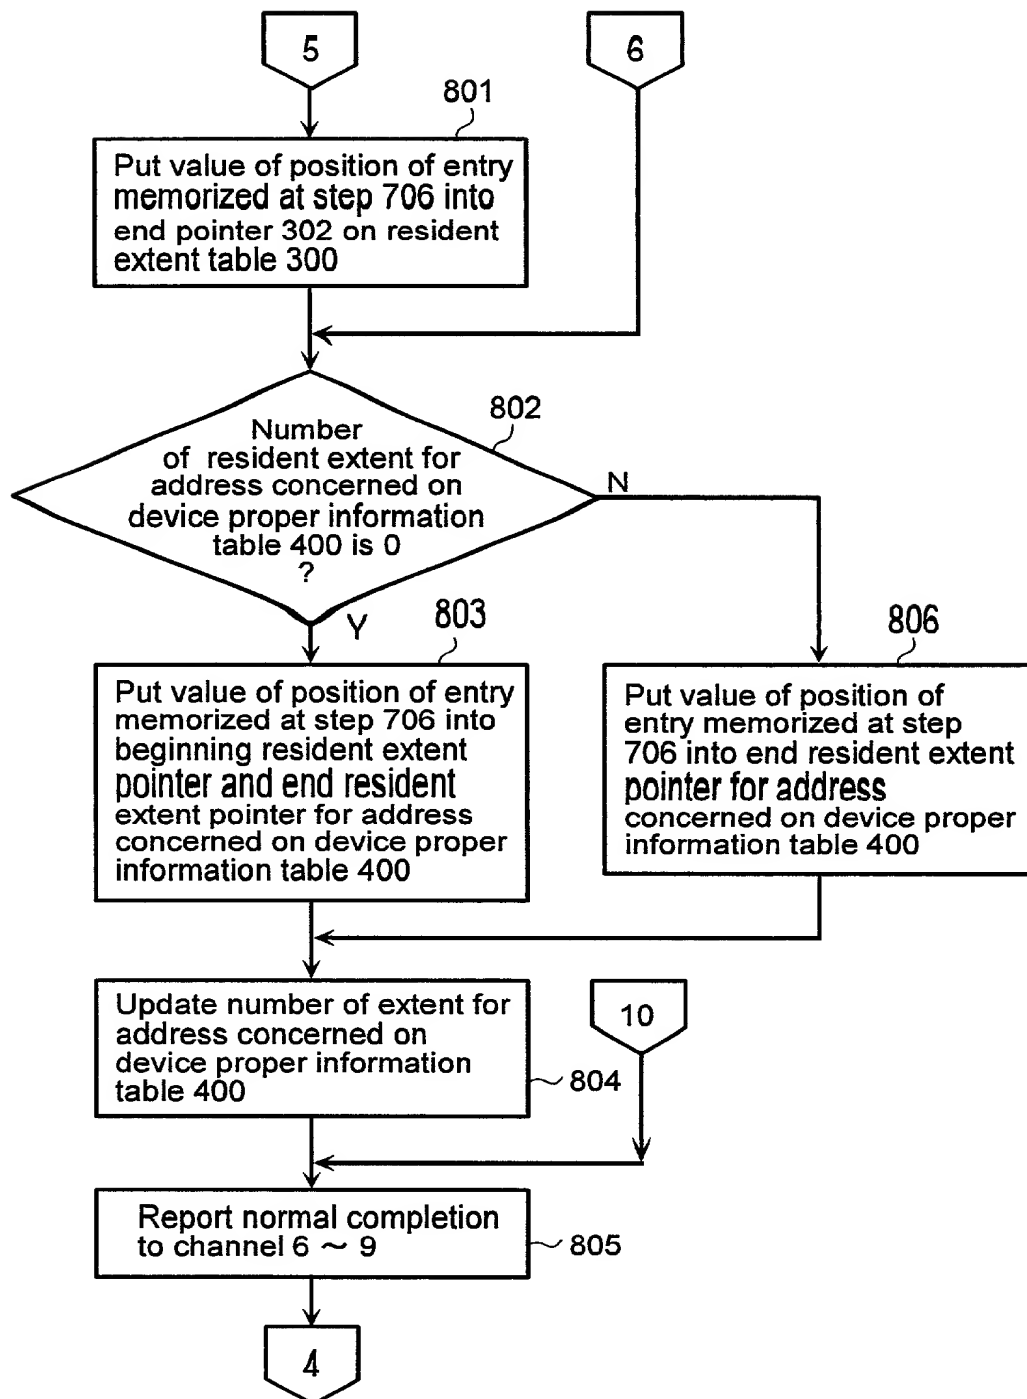 5
6
801
Put value of position of entry
memorized at step 706 into
end pointer 302 on resident
extent table 300
802
Number
of resident extent for
address concerned on
device proper information
table 400 is 0
?
N
Y
803
Put value of position of entry
memorized at step 706 into
beginning resident extent
pointer and end resident
extent pointer for address
concerned on device proper
information table 400
806
Put value of position of
entry memorized at step
706 into end resident extent
pointer for address
concerned on device proper
information table 400
Update number of extent for
address concerned on
device proper information
table 400
804
10
Report normal completion
to channel 6 ~ 9
805
4